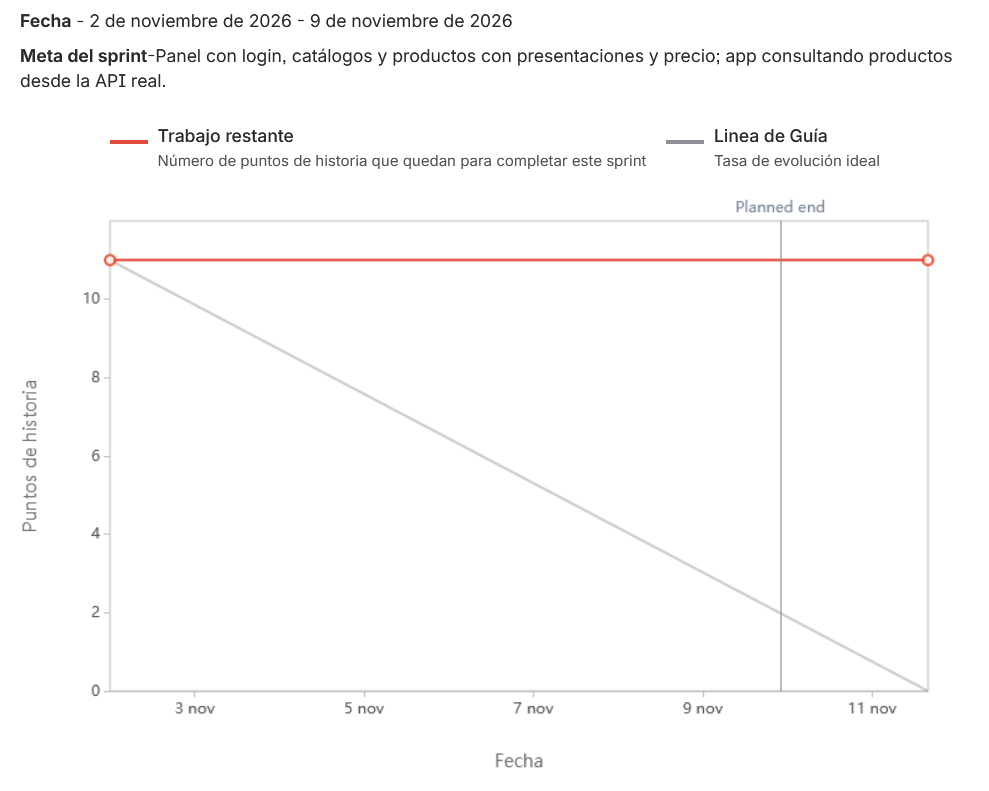 Fecha - 2 de noviembre de 2026 - 9 de noviembre de 2026
Meta del sprint-Panel con login, catálogos y productos con presentaciones y precio; app consultando productos
desde la API real.
Trabajo restante
Número de puntos de historia que quedan para completar este sprint
Linea de Guía
Tasa de evolución ideal
Planned end
10
8
6
4
2
0
Puntos de historia
3 nov
5 nov
7 nov
9 nov
11 nov
Fecha